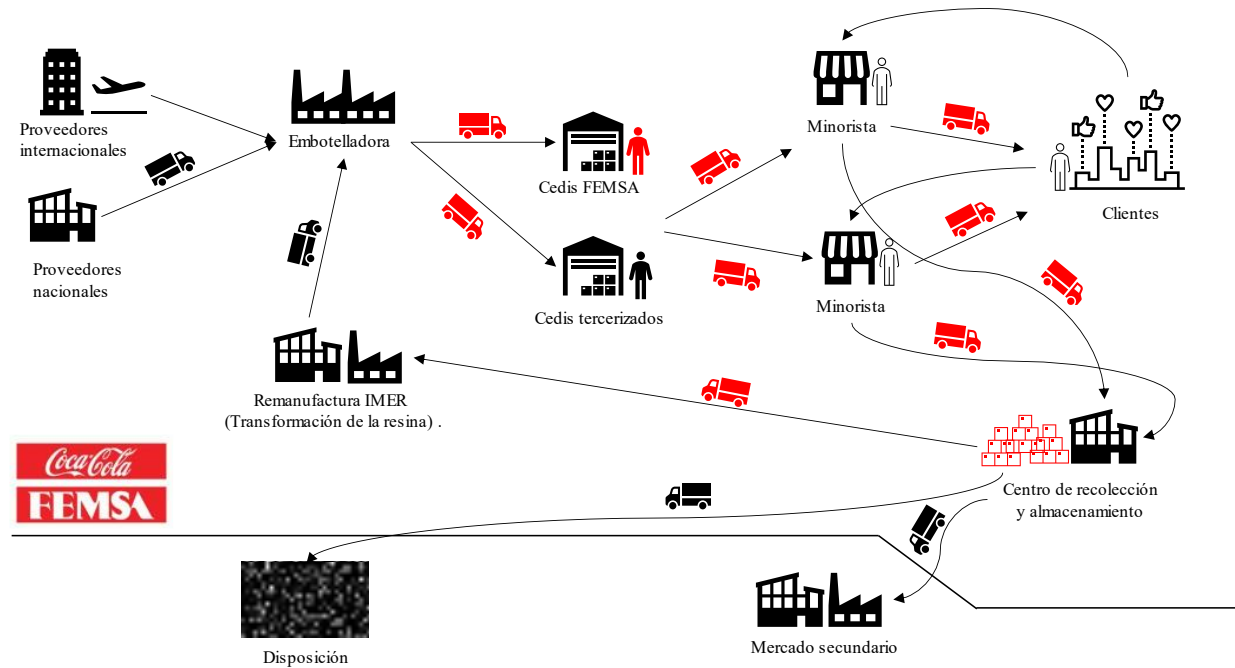 Proveedores
internacionales
Embotelladora
Minorista
Cedis FEMSA
Clientes
Proveedores
nacionales
Cedis tercerizados
Minorista
Remanufactura IMER
(Transformación de la resina) .
Coca-Cola
FEMSA
Centro de recolección
y almacenamiento
Mercado secundario
Disposición